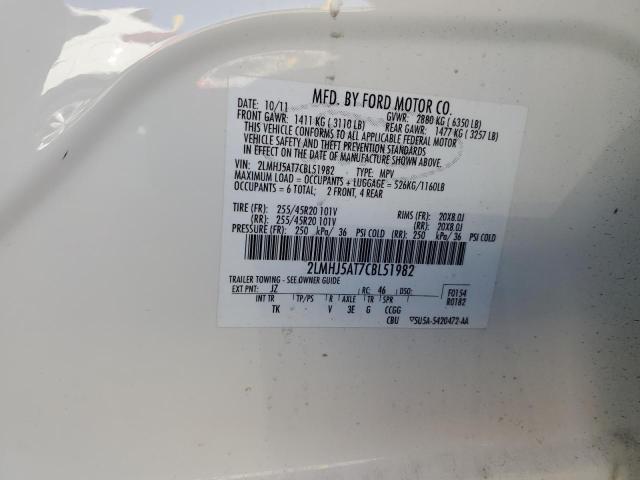 MFD. BY FORD MOTOR CO.
10/11 GVWR: 2880 KG (6350 LB)
FRONT GAWR: 1411 KG (3110 LB) REAR GAWR: 1477 KG (3257 LB)
THIS VEHICLE CONFORMS TO ALL APPLICABLE FEDERAL MOTOR
VEHICLE SAFETY AND THEFT PREVENTION STANDARDS
IN EFFECT ON THE DATE OF MANUFACTURE SHOWN ABOVE.
VIN: 2LMHJ5AT7CBL51982 TYPE: MPV
MAXIMUM LOAD = OCCUPANTS + LUGGAGE = 526KG/1160LB
OCCUPANTS = 6 TOTAL: 2 FRONT, 4 REAR
TIRE (FR): 255/45R20 101V RIMS (FR): 20X8.0J
(RR): 255/45R20 101V (RR): 20X8.0J
PRESSURE (FR): 250 kPa/ 36 PSI COLD (RR): 250 kPa/ 36 PSI COLD
2LMHJ5AT7CBL51982
TRAILER TOWING - SEE OWNER GUIDE
EXT PNT: JZ RC: 46 DSO: F0154
R0182
INT TR TP/PS R AXLE TR SPR
TK V 3E G CCGG
CBU ▽5U5A-5420472-AA